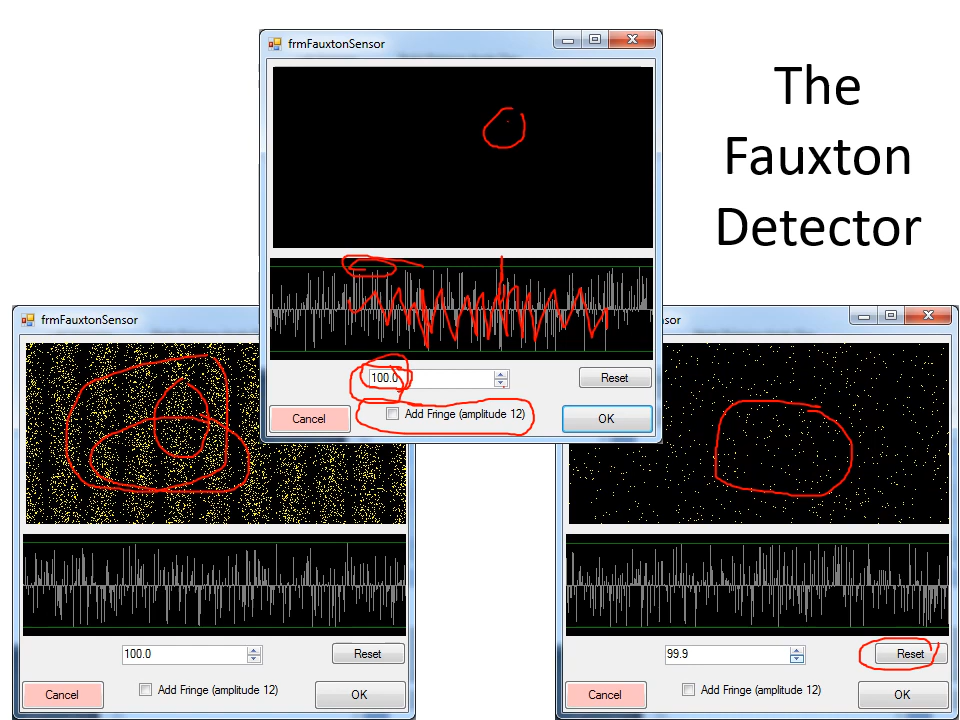 The
Fauxton
Detector
frmFauxtonSensor
100.0
Reset
Add Fringe (amplitude 12)
Cancel
OK
frmFauxtonSensor
100.0
Reset
Add Fringe (amplitude 12)
Cancel
OK
sor
99.9
Reset
Add Fringe (amplitude 12)
Cancel
OK